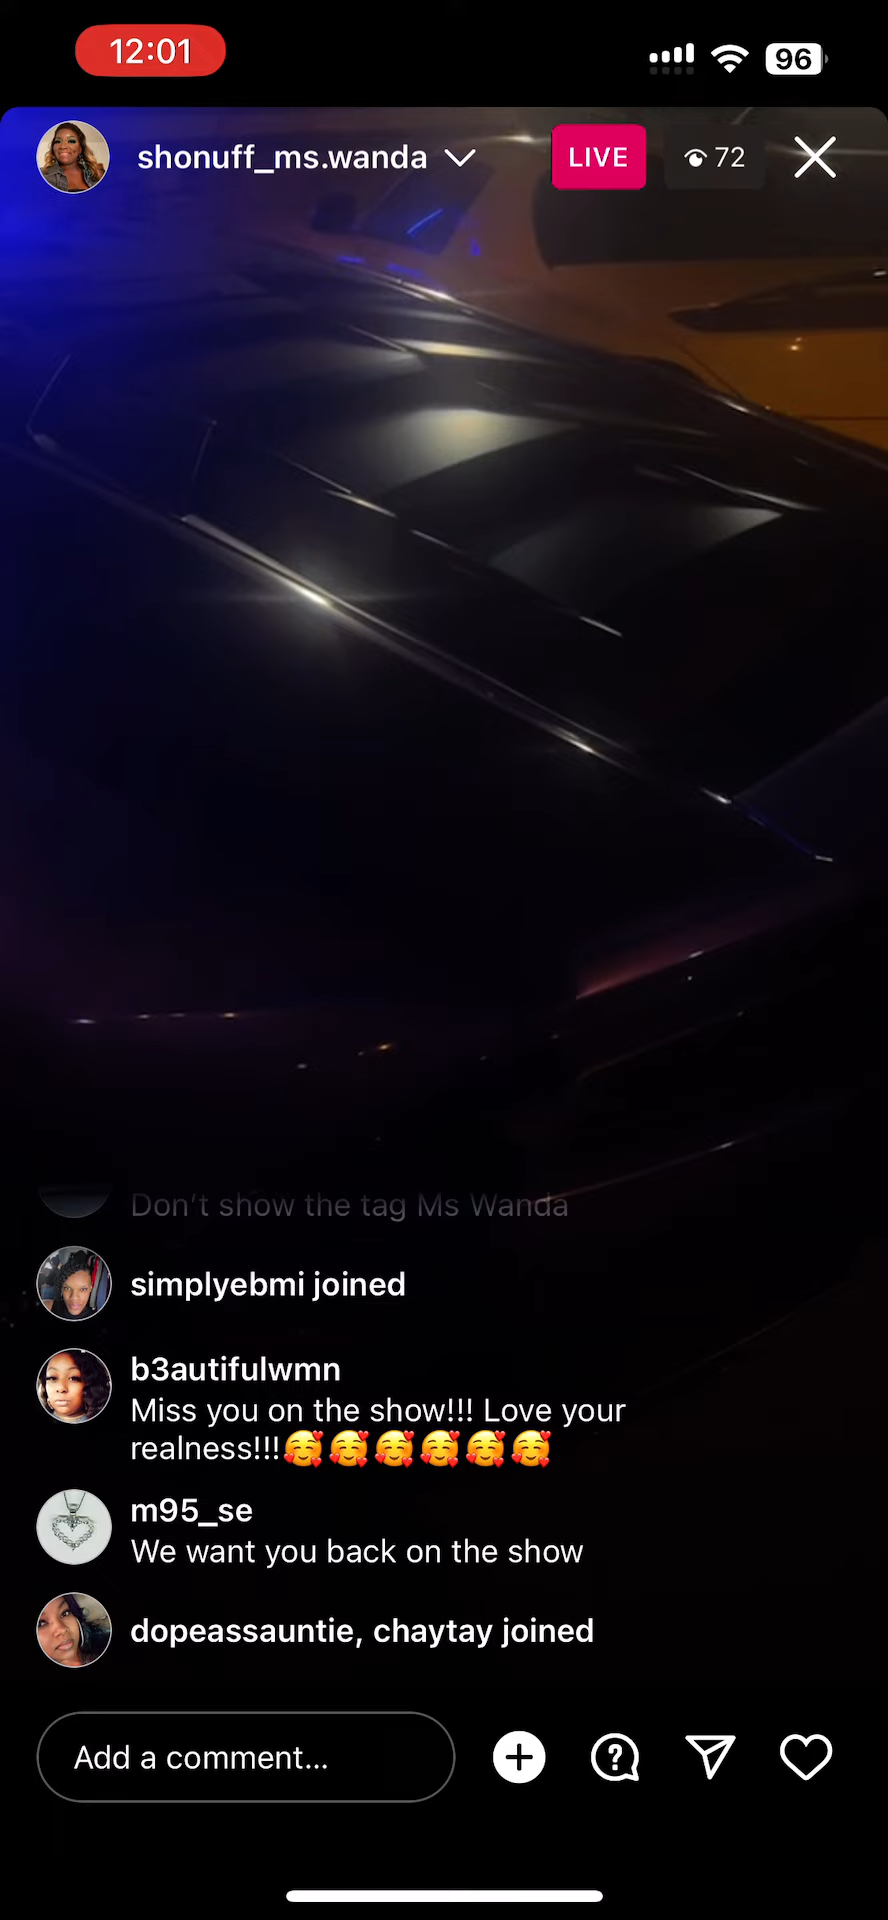 12:01
96
shonuff_ms.wanda
LIVE
72
Don't show the tag Ms Wanda
simplyebmi joined
b3autifulwmn
Miss you on the show!!! Love your
realness!!!🥰🥰🥰🥰🥰🥰
m95_se
We want you back on the show
dopeassauntie, chaytay joined
Add a comment...